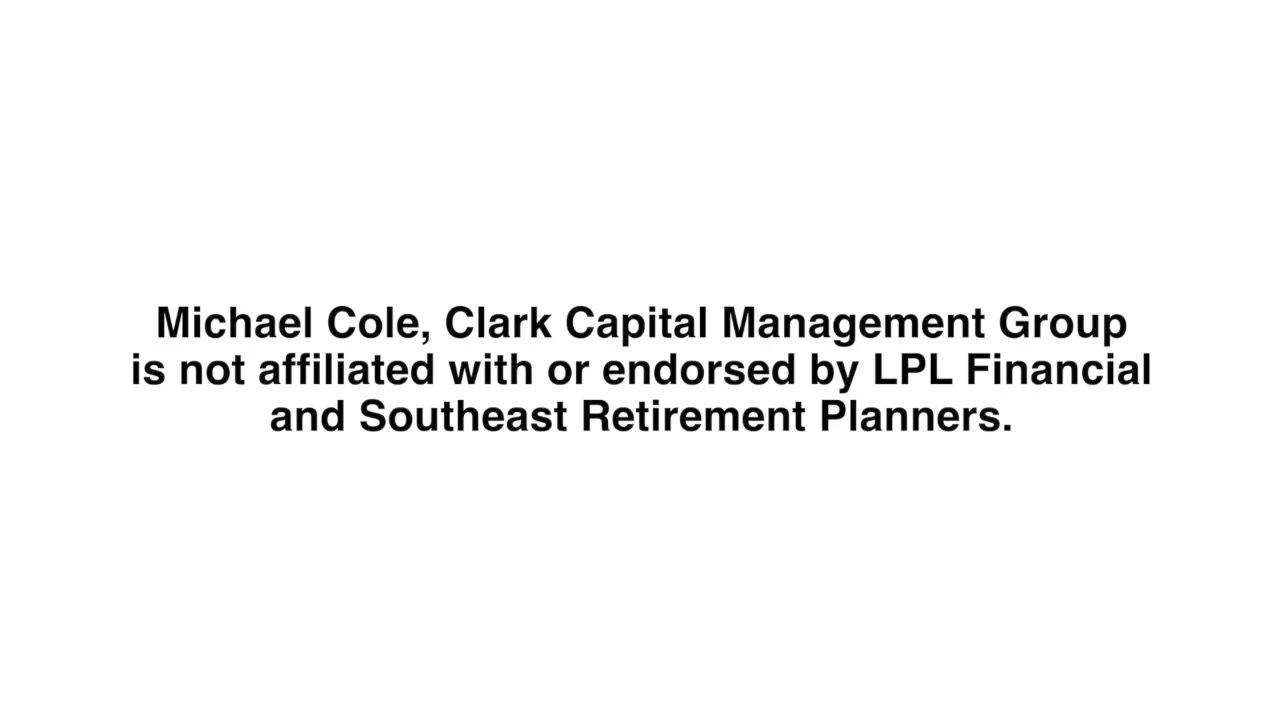 Michael Cole, Clark Capital Management Group
is not affiliated with or endorsed by LPL Financial
and Southeast Retirement Planners.